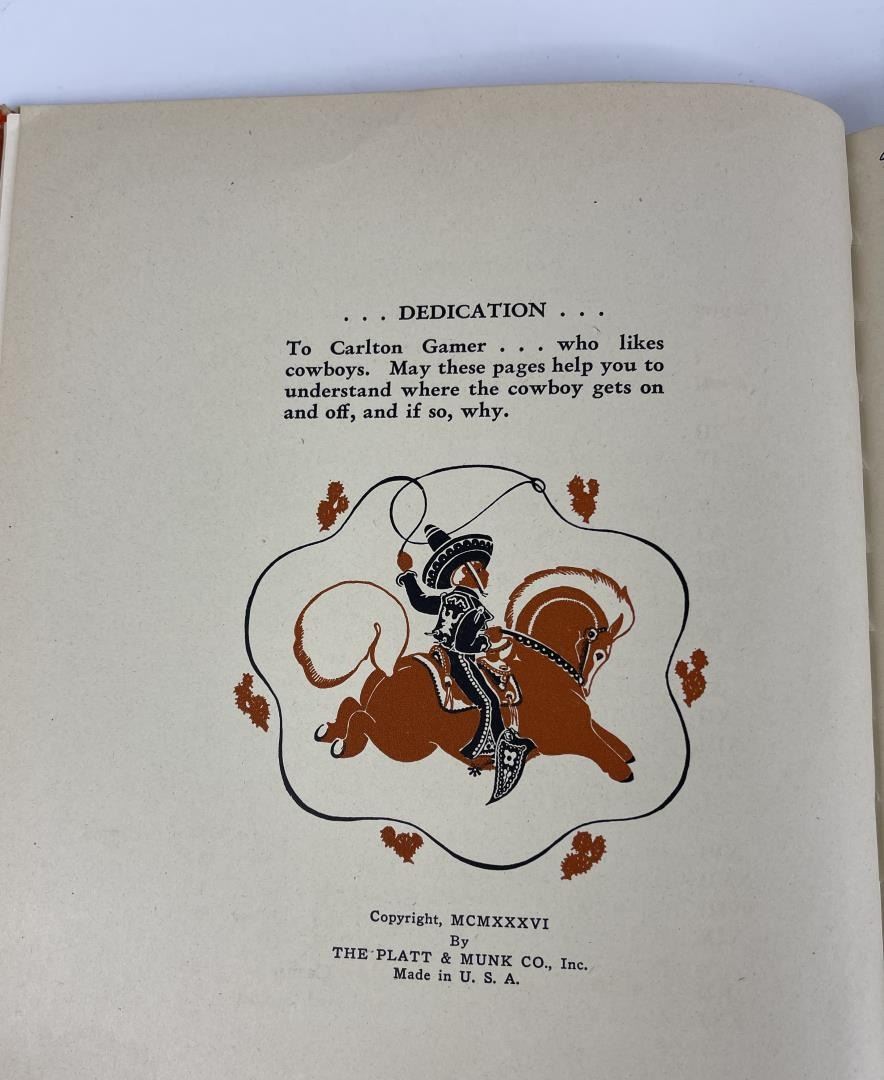 . . . DEDICATION . . .
To Carlton Gamer . . . who likes
cowboys. May these pages help you to
understand where the cowboy gets on
and off, and if so, why.
Copyright, MCMXXXVI
By
THE PLATT & MUNK CO., Inc.
Made in U. S. A.